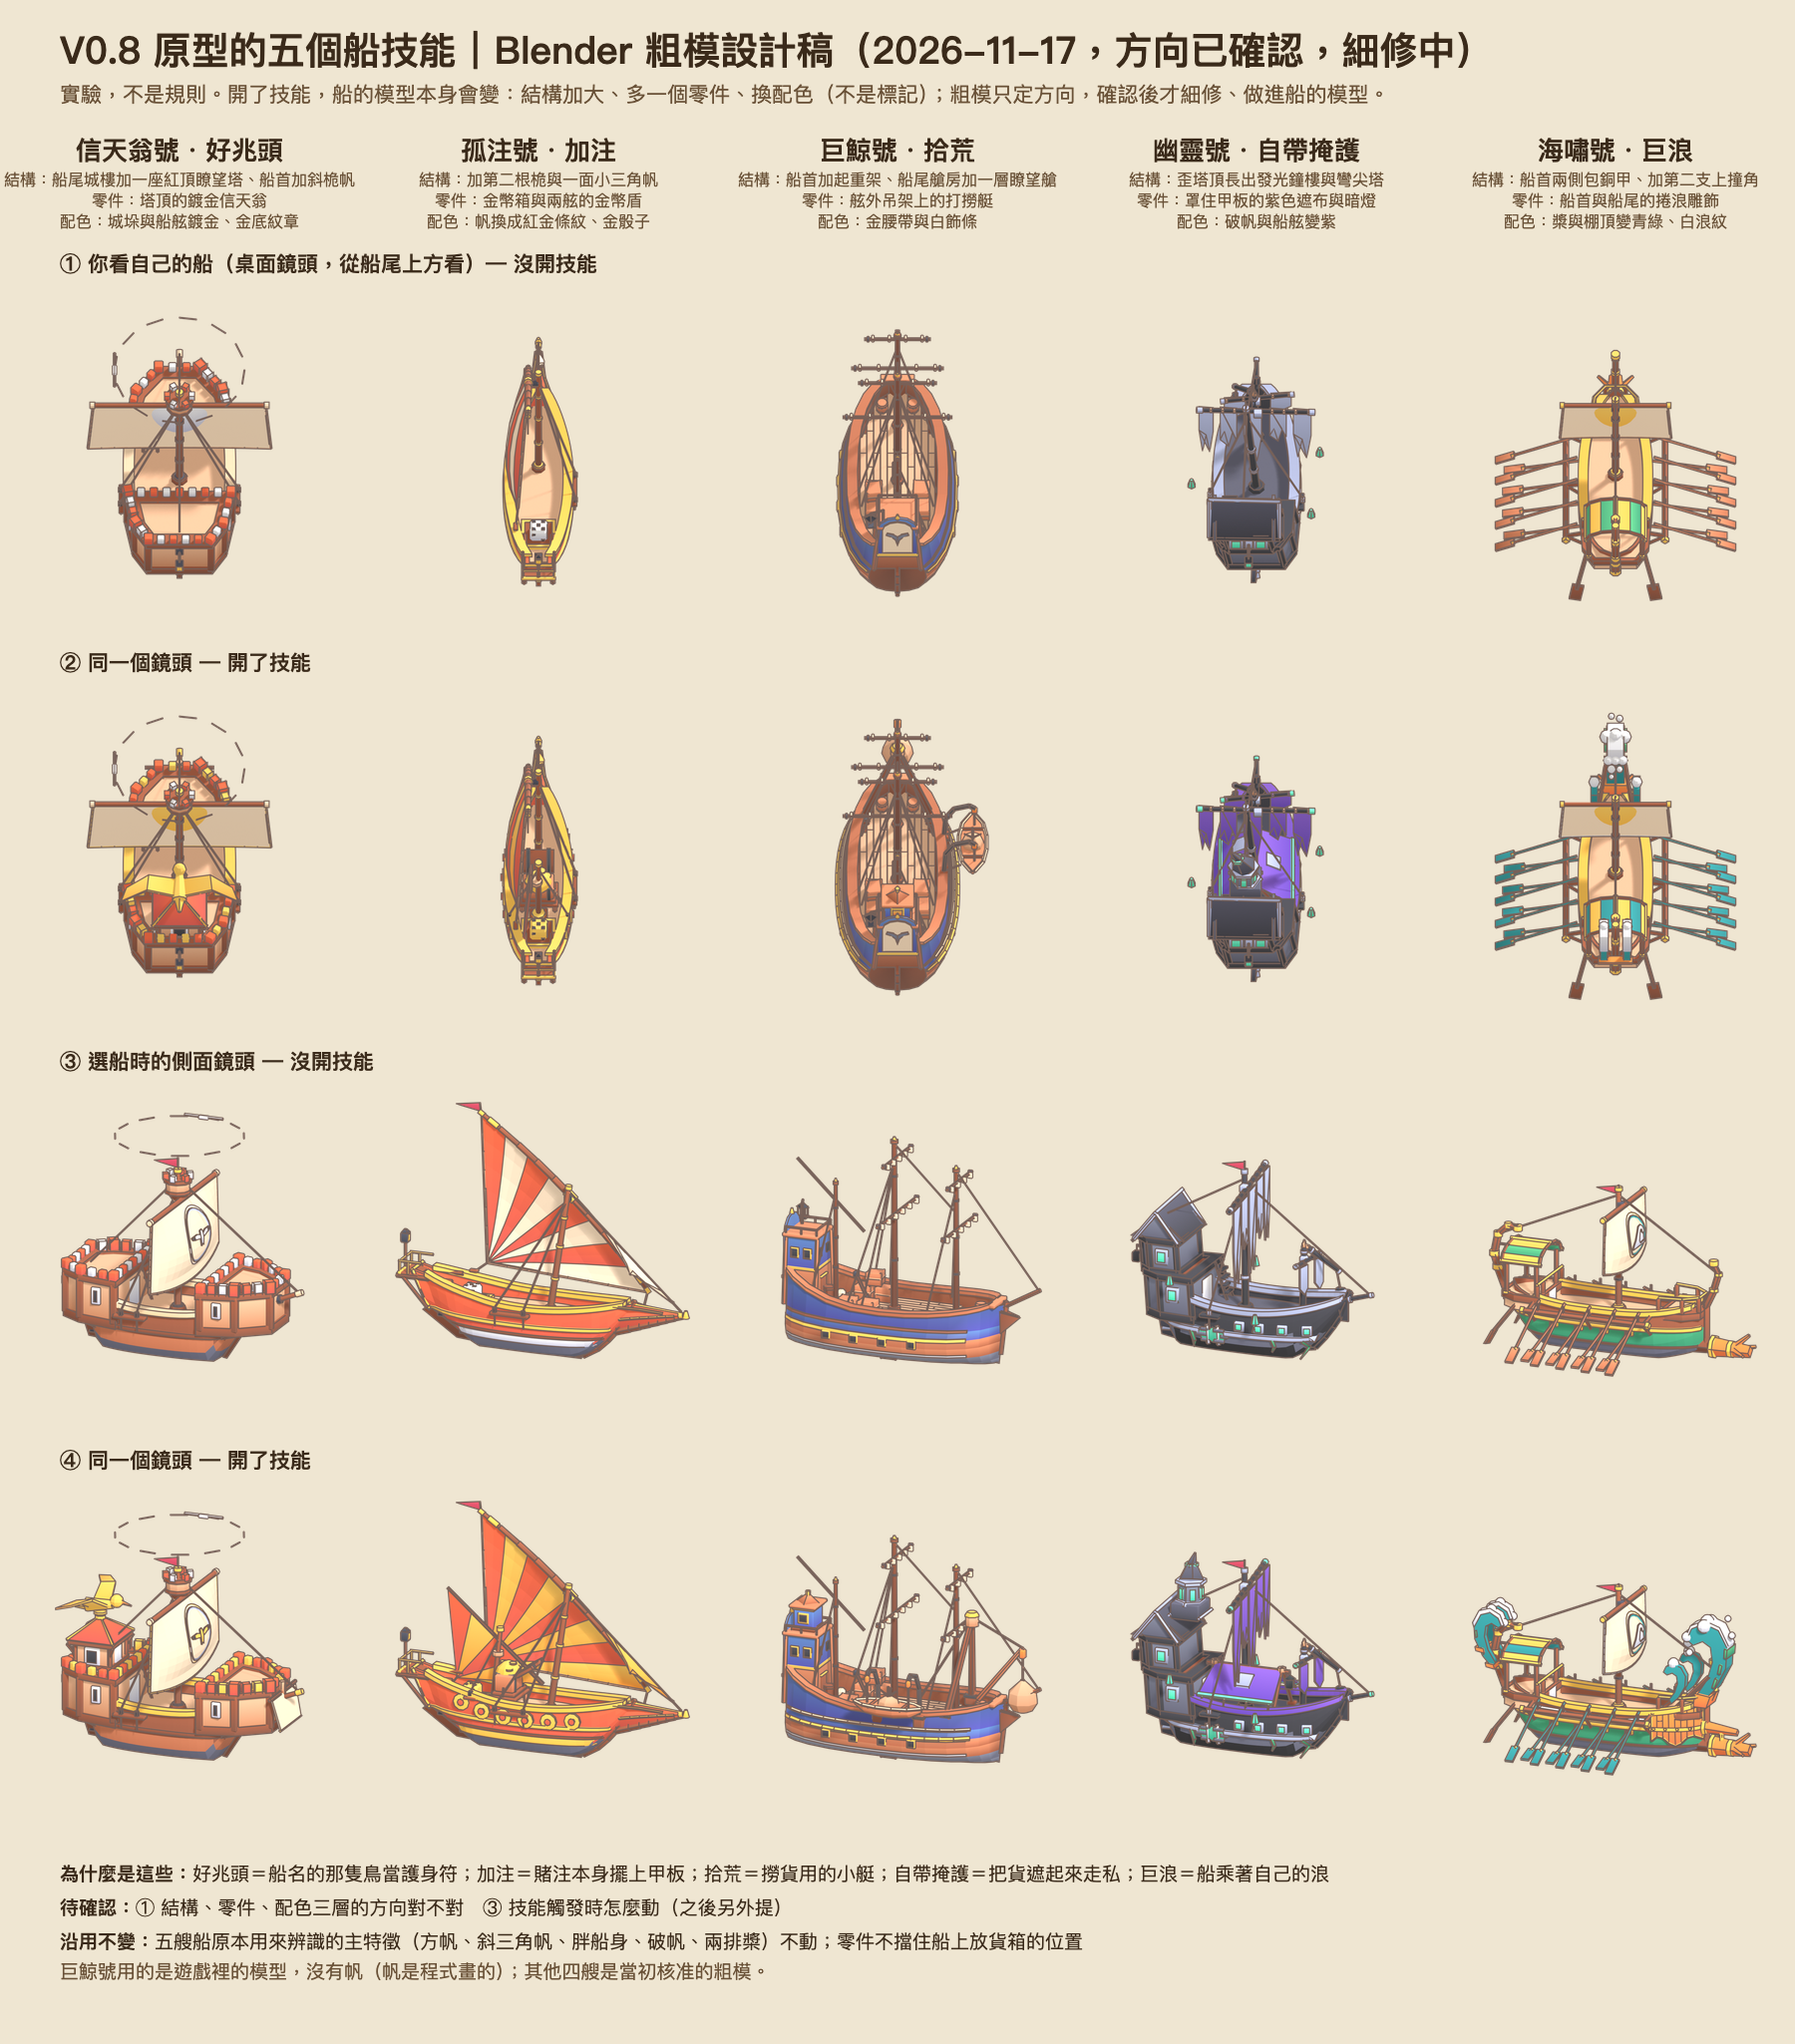 V0.8 原型的五個船技能｜Blender 粗模設計稿（2026–11–17，方向已確認，細修中）
實驗，不是規則。開了技能，船的模型本身會變：結構加大、多一個零件、換配色（不是標記）；粗模只定方向，確認後才細修、做進船的模型。
信天翁號・好兆頭
結構：船尾城樓加一座紅頂瞭望塔、船首加斜桅帆
零件：塔頂的鍍金信天翁
配色：城垛與船舷鍍金、金底紋章
孤注號・加注
結構：加第二根桅與一面小三角帆
零件：金幣箱與兩舷的金幣盾
配色：帆換成紅金條紋、金骰子
巨鯨號・拾荒
結構：船首加起重架、船尾艙房加一層瞭望艙
零件：舷外吊架上的打撈艇
配色：金腰帶與白飾條
幽靈號・自帶掩護
結構：歪塔頂長出發光鐘樓與彎尖塔
零件：罩住甲板的紫色遮布與暗燈
配色：破帆與船舷變紫
海嘯號・巨浪
結構：船首兩側包銅甲、加第二支上撞角
零件：船首與船尾的捲浪雕飾
配色：槳與棚頂變青綠、白浪紋
① 你看自己的船（桌面鏡頭，從船尾上方看）— 沒開技能
② 同一個鏡頭 — 開了技能
③ 選船時的側面鏡頭 — 沒開技能
④ 同一個鏡頭 — 開了技能
為什麼是這些：好兆頭＝船名的那隻鳥當護身符；加注＝賭注本身擺上甲板；拾荒＝撈貨用的小艇；自帶掩護＝把貨遮起來走私；巨浪＝船乘著自己的浪
待確認：① 結構、零件、配色三層的方向對不對　③ 技能觸發時怎麼動（之後另外提）
沿用不變：五艘船原本用來辨識的主特徵（方帆、斜三角帆、胖船身、破帆、兩排槳）不動；零件不擋住船上放貨箱的位置
巨鯨號用的是遊戲裡的模型，沒有帆（帆是程式畫的）；其他四艘是當初核准的粗模。